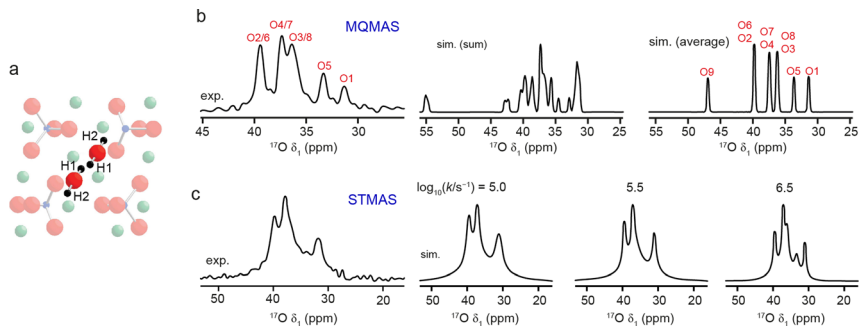 a
H2
H1
H1
H2
b
MQMAS
O2/6
O4/7
O3/8
O5
O1
exp.
45 40 35 30
¹⁷O δ₁ (ppm)
sim. (sum)
55 50 45 40 35 30 25
¹⁷O δ₁ (ppm)
sim. (average)
O9
O6
O2
O7
O4
O8
O3
O5
O1
55 50 45 40 35 30 25
¹⁷O δ₁ (ppm)
c
STMAS
exp.
50 40 30 20
¹⁷O δ₁ (ppm)
log₁₀(k/s⁻¹) = 5.0
sim.
50 40 30 20
¹⁷O δ₁ (ppm)
5.5
50 40 30 20
¹⁷O δ₁ (ppm)
6.5
50 40 30 20
¹⁷O δ₁ (ppm)